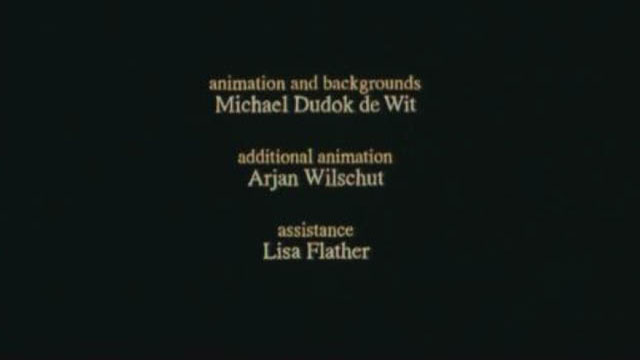 animation and backgrounds
Michael Dudok de Wit
additional animation
Arjan Wilschut
assistance
Lisa Flather